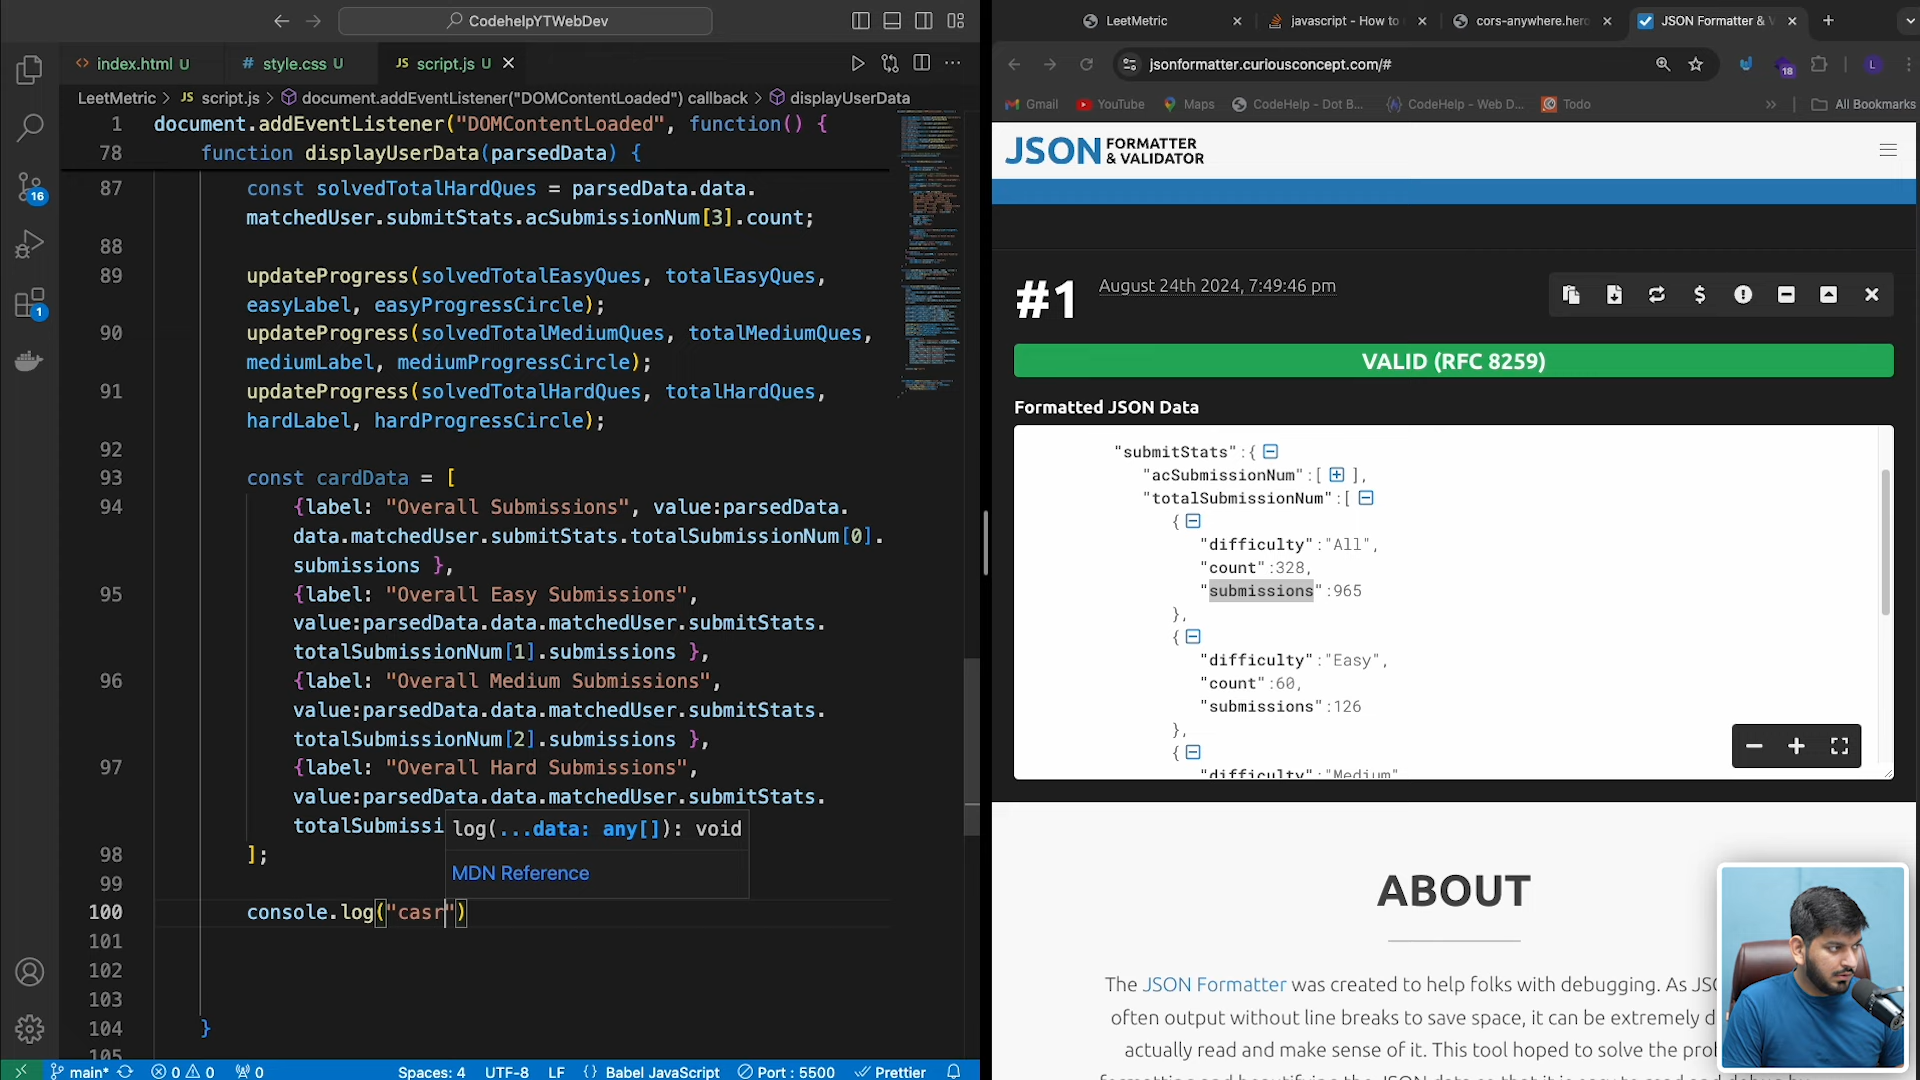 CodehelpYTWebDev
index.html U
# style.css U
JS script.js U
LeetMetric > JS script.js > document.addEventListener("DOMContentLoaded") callback > displayUserData
1 document.addEventListener("DOMContentLoaded", function() {
78 function displayUserData(parsedData) {
87 const solvedTotalHardQues = parsedData.data.
matchedUser.submitStats.acSubmissionNum[3].count;
88
89 updateProgress(solvedTotalEasyQues, totalEasyQues,
easyLabel, easyProgressCircle);
90 updateProgress(solvedTotalMediumQues, totalMediumQues,
mediumLabel, mediumProgressCircle);
91 updateProgress(solvedTotalHardQues, totalHardQues,
hardLabel, hardProgressCircle);
92
93 const cardData = [
94 {label: "Overall Submissions", value:parsedData.
data.matchedUser.submitStats.totalSubmissionNum[0].
submissions },
95 {label: "Overall Easy Submissions",
value:parsedData.data.matchedUser.submitStats.
totalSubmissionNum[1].submissions },
96 {label: "Overall Medium Submissions",
value:parsedData.data.matchedUser.submitStats.
totalSubmissionNum[2].submissions },
97 {label: "Overall Hard Submissions",
value:parsedData.data.matchedUser.submitStats.
totalSubmissi
log(...data: any[]): void
MDN Reference
98 ];
99
100 console.log("casr")
101
102
103
104 }
105
16
1
main* 0 0 0 Spaces: 4 UTF-8 LF {} Babel JavaScript Port : 5500 Prettier
LeetMetric
javascript - How to
cors-anywhere.hero
JSON Formatter & V
jsonformatter.curiousconcept.com/#
18
L
Gmail YouTube Maps CodeHelp - Dot B... CodeHelp - Web D... Todo All Bookmarks
JSON FORMATTER
& VALIDATOR
#1 August 24th 2024, 7:49:46 pm
VALID (RFC 8259)
Formatted JSON Data
"submitStats":{
"acSubmissionNum":[ ],
"totalSubmissionNum":[
{
"difficulty":"All",
"count":328,
"submissions":965
},
{
"difficulty":"Easy",
"count":60,
"submissions":126
},
{
"difficulty":"Medium"
ABOUT
The JSON Formatter was created to help folks with debugging. As JSO
often output without line breaks to save space, it can be extremely d
actually read and make sense of it. This tool hoped to solve the prob